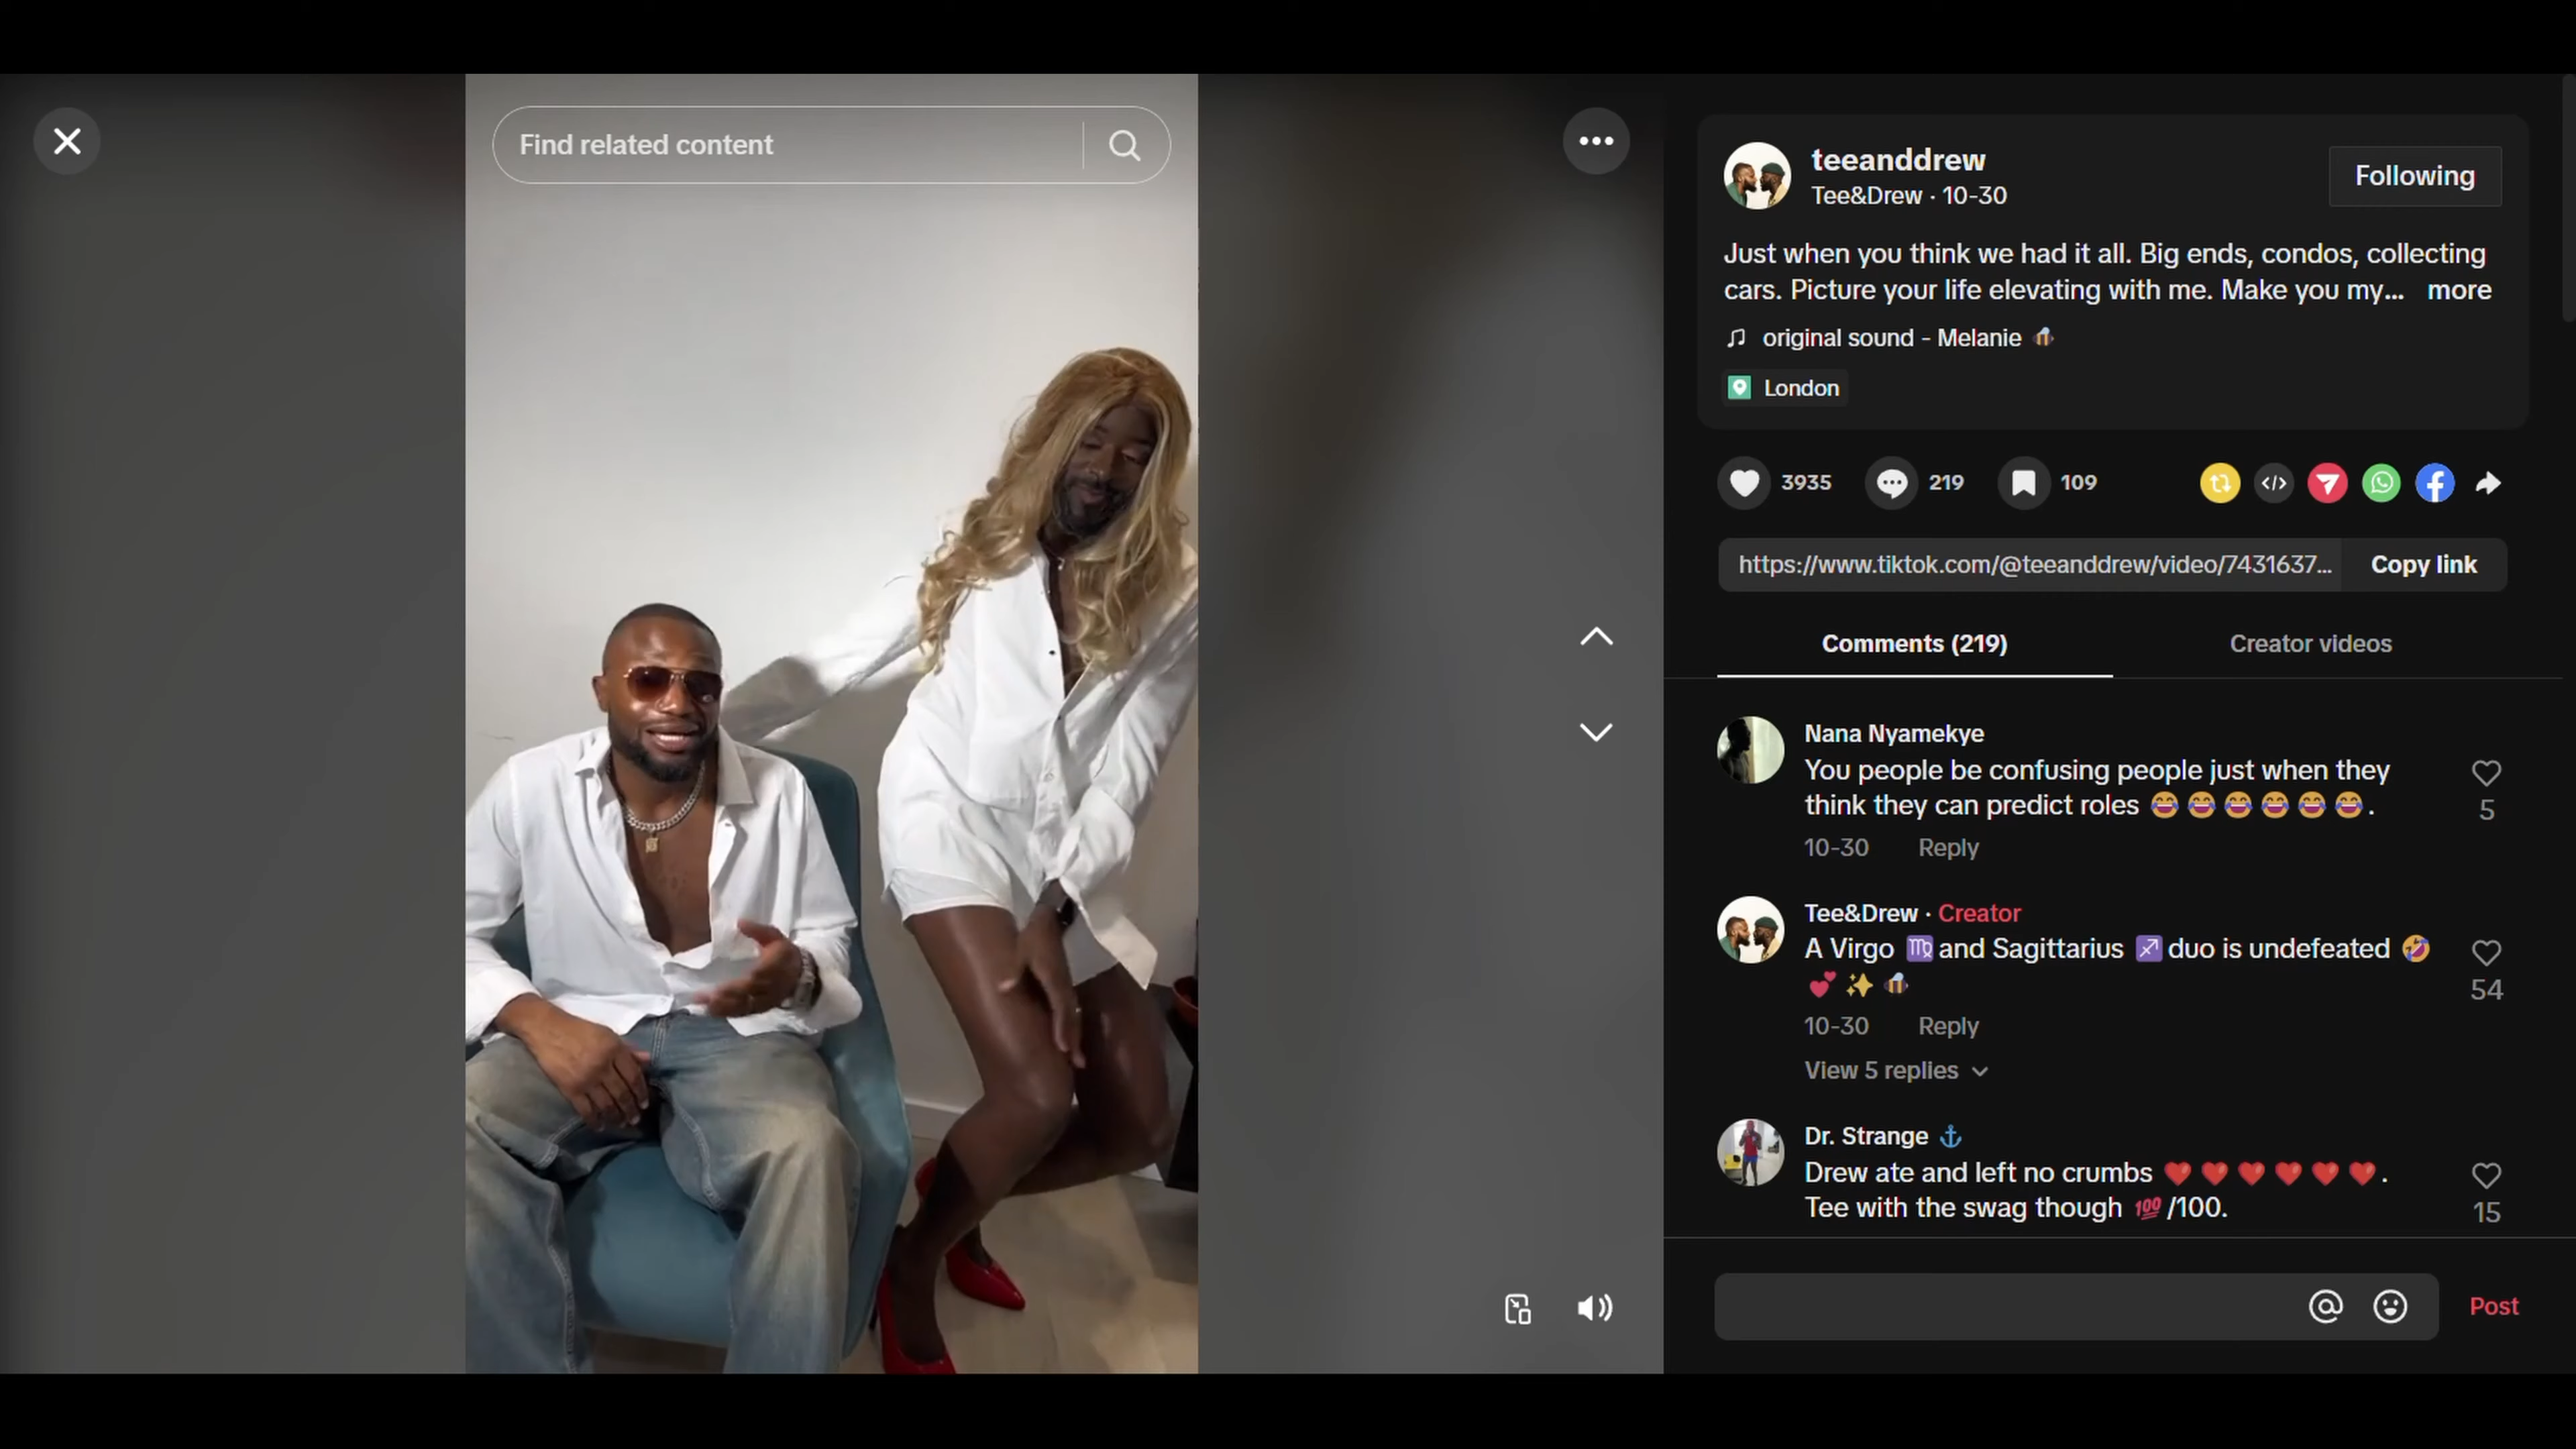 Find related content
teeanddrew
Tee&Drew · 10-30
Following
Just when you think we had it all. Big ends, condos, collecting
cars. Picture your life elevating with me. Make you my... more
original sound - Melanie 🐝
London
3935
219
109
https://www.tiktok.com/@teeanddrew/video/7431637...
Copy link
Comments (219)
Creator videos
Nana Nyamekye
You people be confusing people just when they
think they can predict roles 😂😂😂😂😂😂.
5
10-30 Reply
Tee&Drew · Creator
A Virgo ♍ and Sagittarius ♐ duo is undefeated 🤣
💕✨🐝
54
10-30 Reply
View 5 replies
Dr. Strange ⚓
Drew ate and left no crumbs ❤️❤️❤️❤️❤️❤️.
Tee with the swag though 💯/100.
15
Post